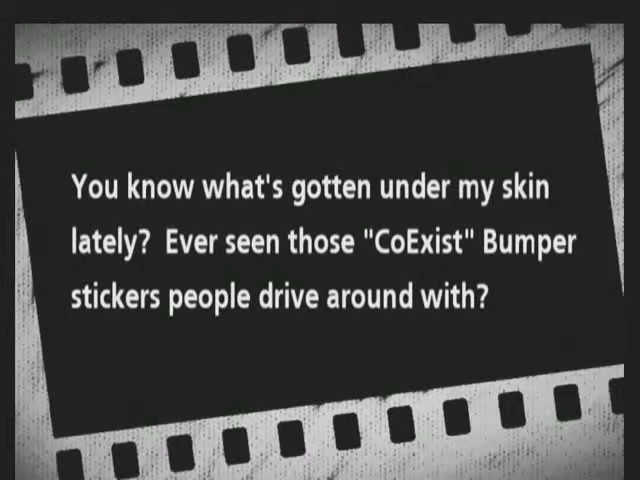 You know what's gotten under my skin
lately?  Ever seen those "CoExist" Bumper
stickers people drive around with?